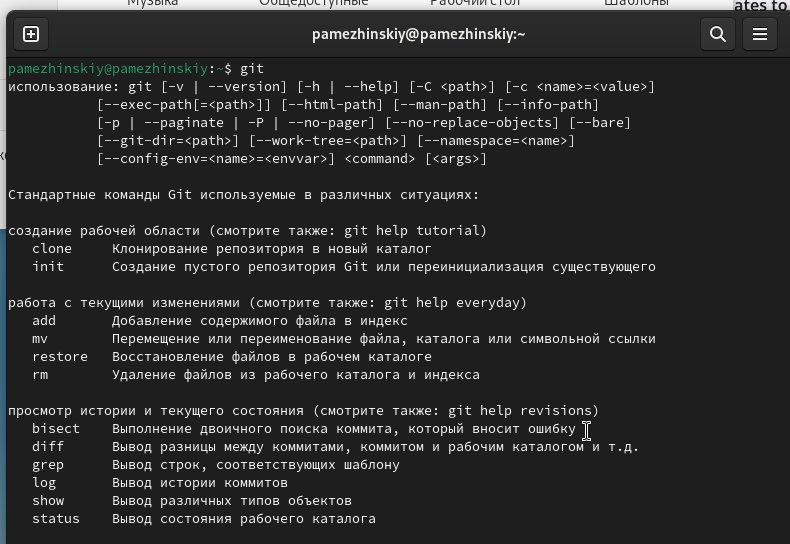 Музыка Общедоступные Рабочий стол Шаблоны
ates to
pamezhinskiy@pamezhinskiy:~
pamezhinskiy@pamezhinskiy:~$ git
использование: git [-v | --version] [-h | --help] [-C <path>] [-c <name>=<value>]
[--exec-path[=<path>]] [--html-path] [--man-path] [--info-path]
[-p | --paginate | -P | --no-pager] [--no-replace-objects] [--bare]
[--git-dir=<path>] [--work-tree=<path>] [--namespace=<name>]
[--config-env=<name>=<envvar>] <command> [<args>]
Стандартные команды Git используемые в различных ситуациях:
создание рабочей области (смотрите также: git help tutorial)
clone Клонирование репозитория в новый каталог
init Создание пустого репозитория Git или переинициализация существующего
работа с текущими изменениями (смотрите также: git help everyday)
add Добавление содержимого файла в индекс
mv Перемещение или переименование файла, каталога или символьной ссылки
restore Восстановление файлов в рабочем каталоге
rm Удаление файлов из рабочего каталога и индекса
просмотр истории и текущего состояния (смотрите также: git help revisions)
bisect Выполнение двоичного поиска коммита, который вносит ошибку
diff Вывод разницы между коммитами, коммитом и рабочим каталогом и т.д.
grep Вывод строк, соответствующих шаблону
log Вывод истории коммитов
show Вывод различных типов объектов
status Вывод состояния рабочего каталога